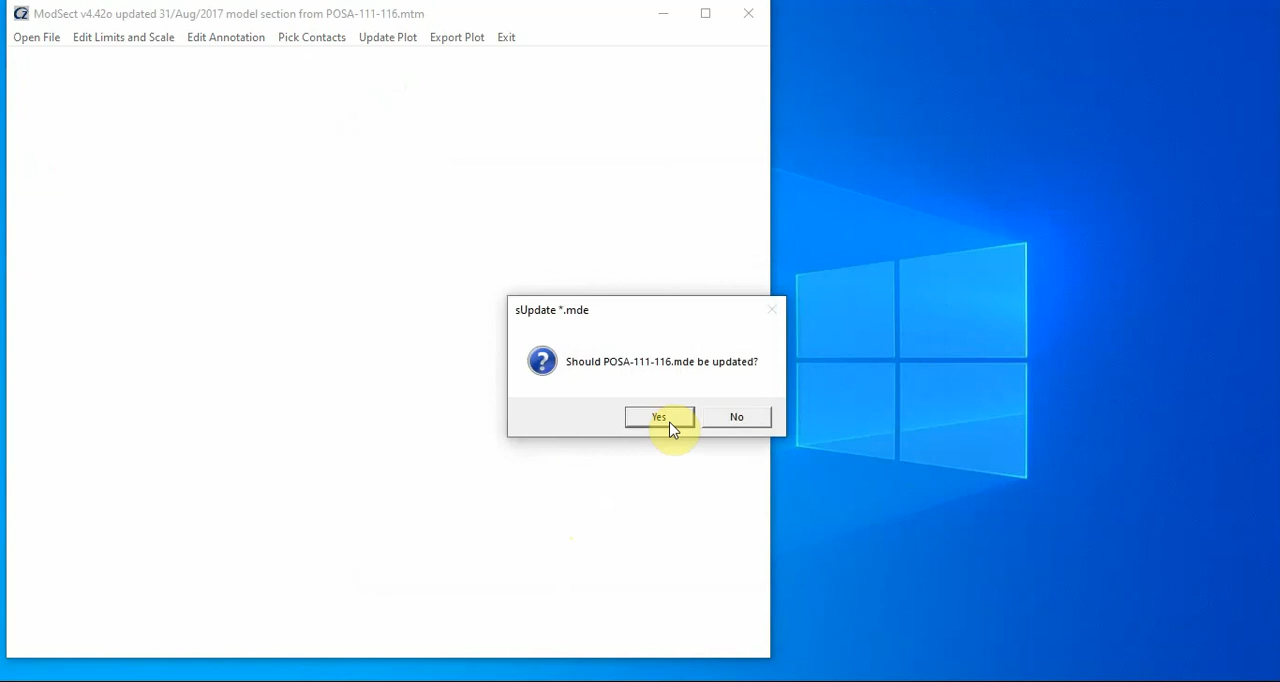 ModSect v4.42o updated 31/Aug/2017 model section from POSA-111-116.mtm
Open File Edit Limits and Scale Edit Annotation Pick Contacts Update Plot Export Plot Exit
sUpdate *.mde
Should POSA-111-116.mde be updated?
Yes No